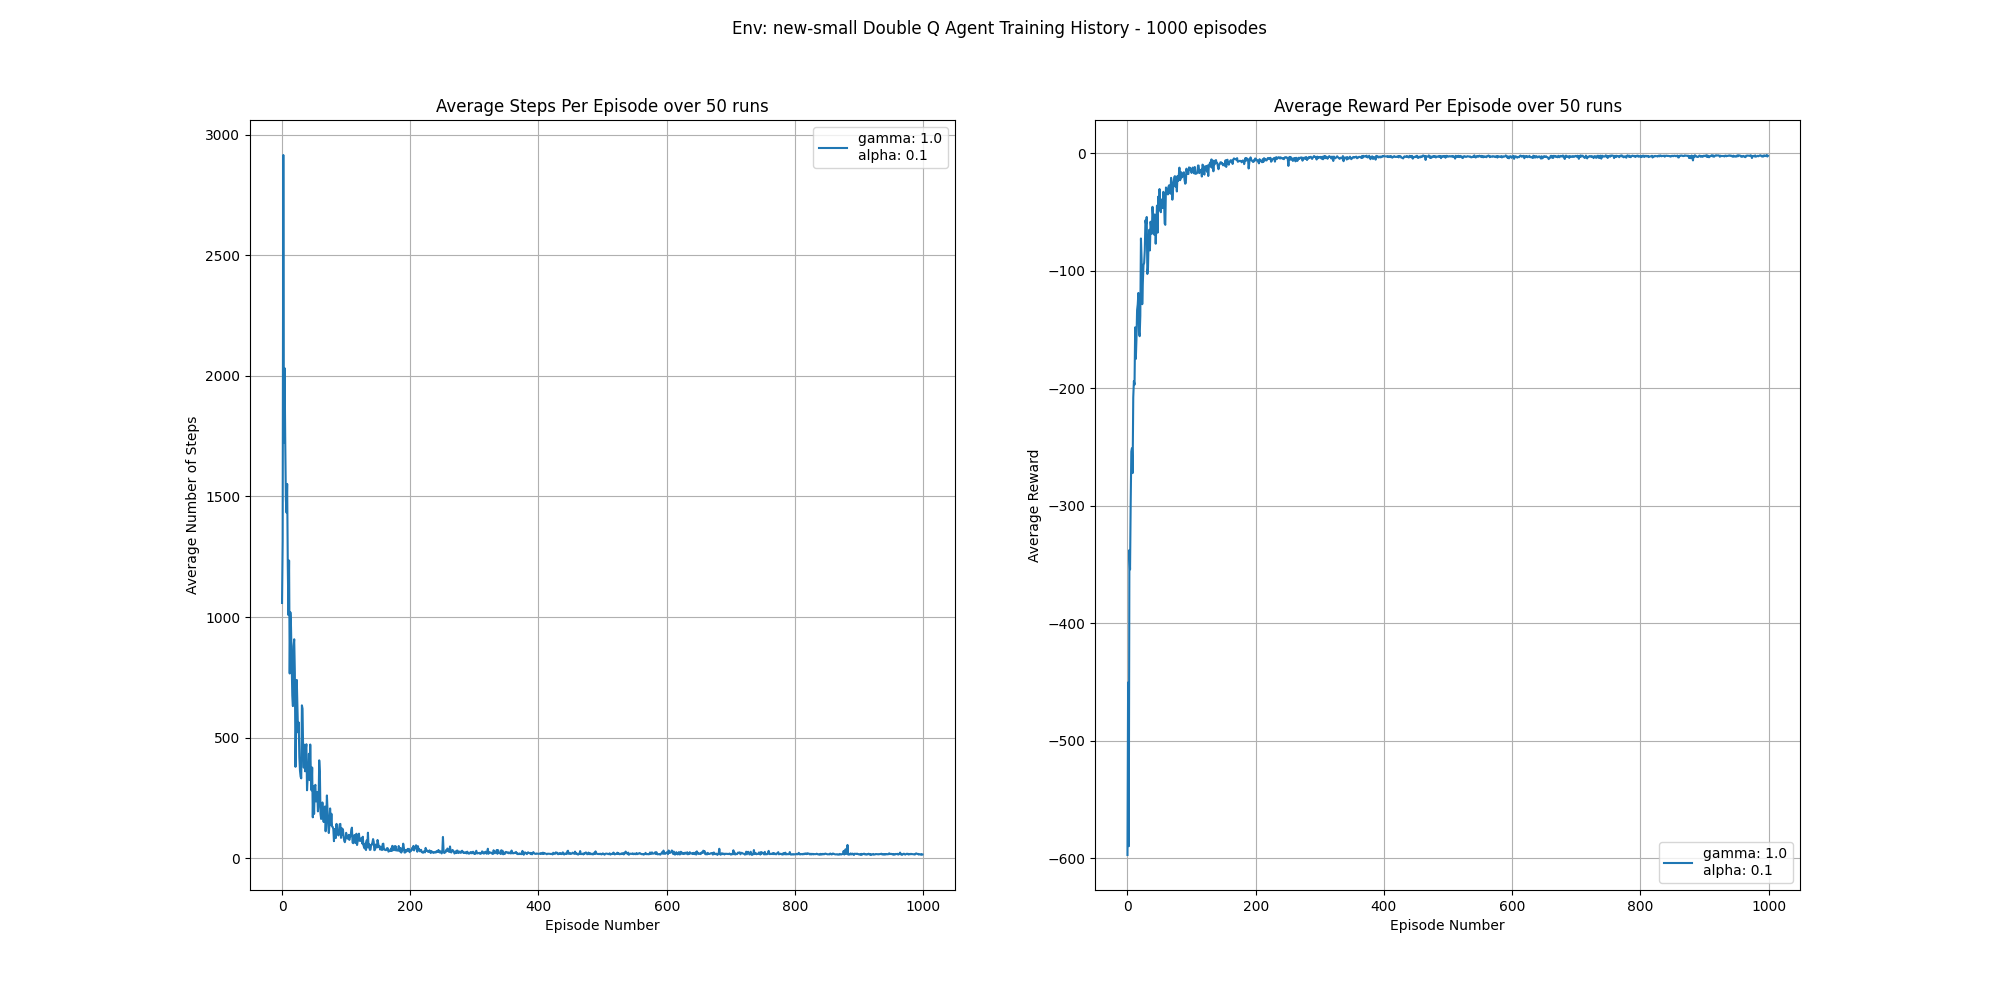 Env: new-small Double Q Agent Training History - 1000 episodes
Average Steps Per Episode over 50 runs
3000
2500
2000
1500
1000
500
0
Average Number of Steps
gamma: 1.0
alpha: 0.1
0 200 400 600 800 1000
Episode Number
Average Reward Per Episode over 50 runs
0
−100
−200
−300
−400
−500
−600
Average Reward
gamma: 1.0
alpha: 0.1
0 200 400 600 800 1000
Episode Number